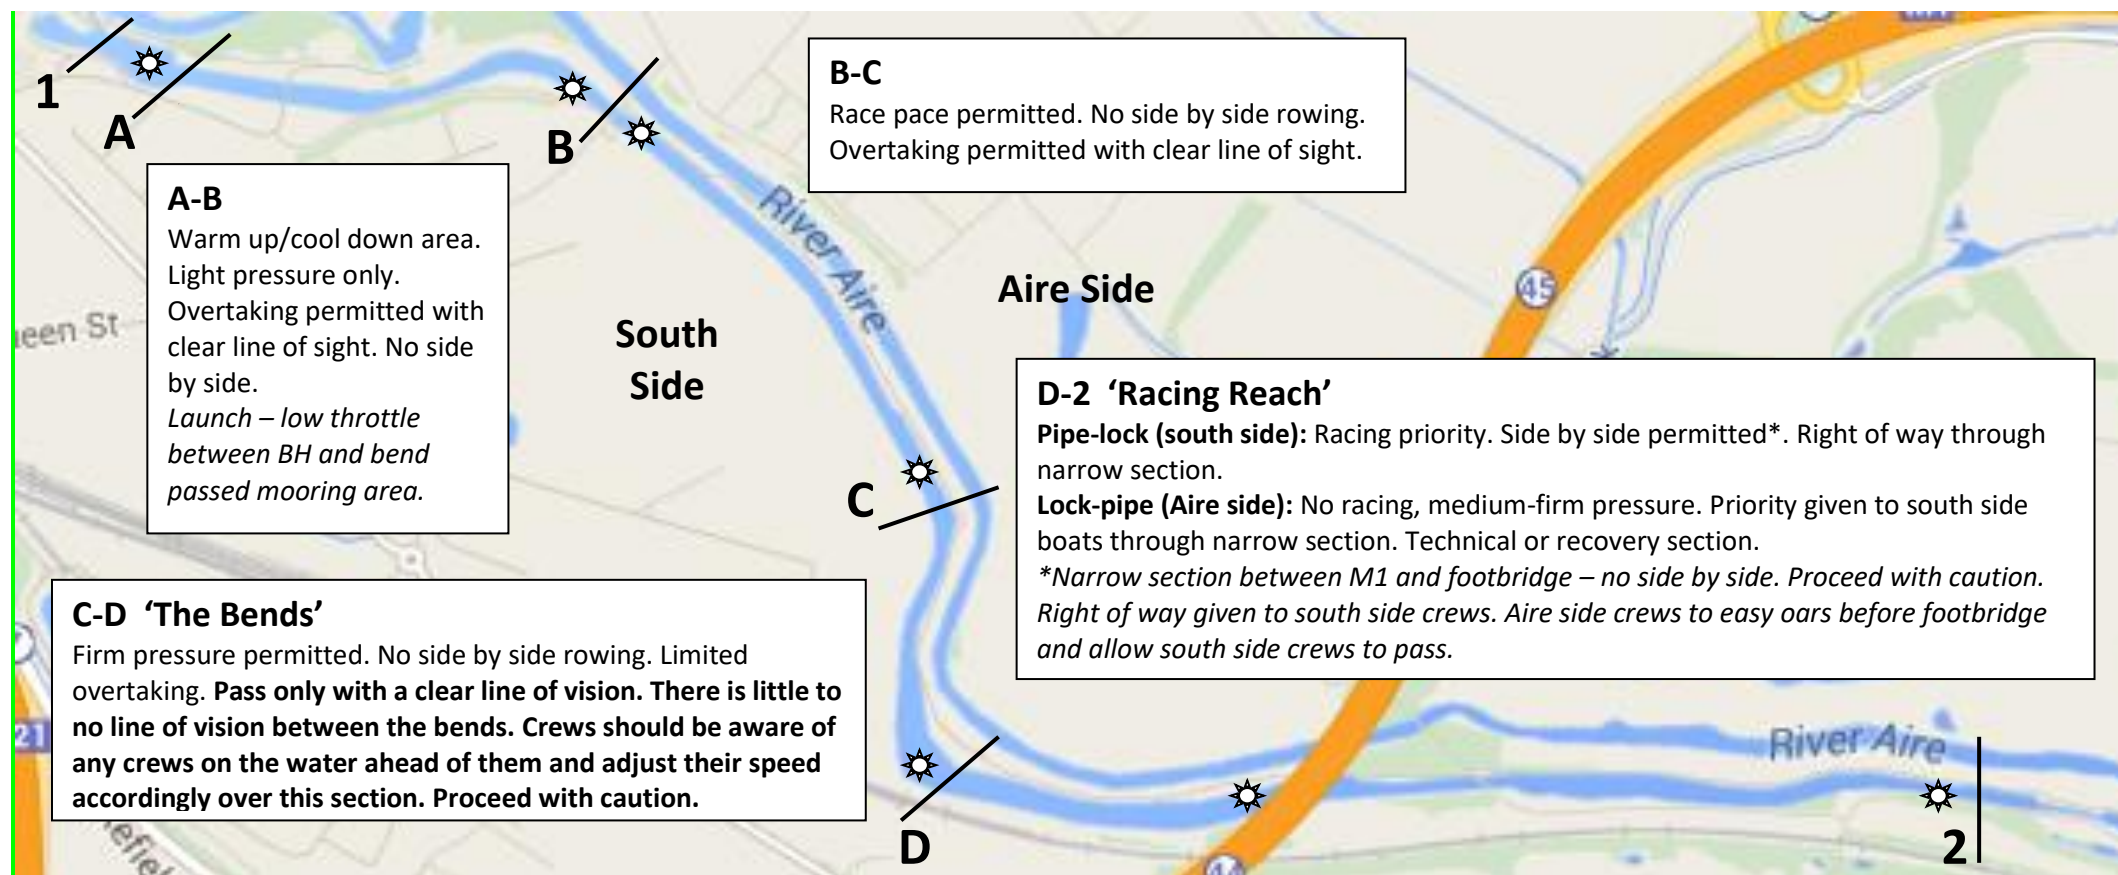 1
A
B
B-C
Race pace permitted. No side by side rowing.
Overtaking permitted with clear line of sight.
A-B
Warm up/cool down area.
Light pressure only.
Overtaking permitted with
clear line of sight. No side
by side.
Launch – low throttle
between BH and bend
passed mooring area.
River Aire
Aire Side
45
een St
South
Side
D-2 ‘Racing Reach’
Pipe-lock (south side): Racing priority. Side by side permitted*. Right of way through
narrow section.
Lock-pipe (Aire side): No racing, medium-firm pressure. Priority given to south side
boats through narrow section. Technical or recovery section.
*Narrow section between M1 and footbridge – no side by side. Proceed with caution.
Right of way given to south side crews. Aire side crews to easy oars before footbridge
and allow south side crews to pass.
C
C-D ‘The Bends’
Firm pressure permitted. No side by side rowing. Limited
overtaking. Pass only with a clear line of vision. There is little to
no line of vision between the bends. Crews should be aware of
any crews on the water ahead of them and adjust their speed
accordingly over this section. Proceed with caution.
21
River Aire
D
2
44
efie